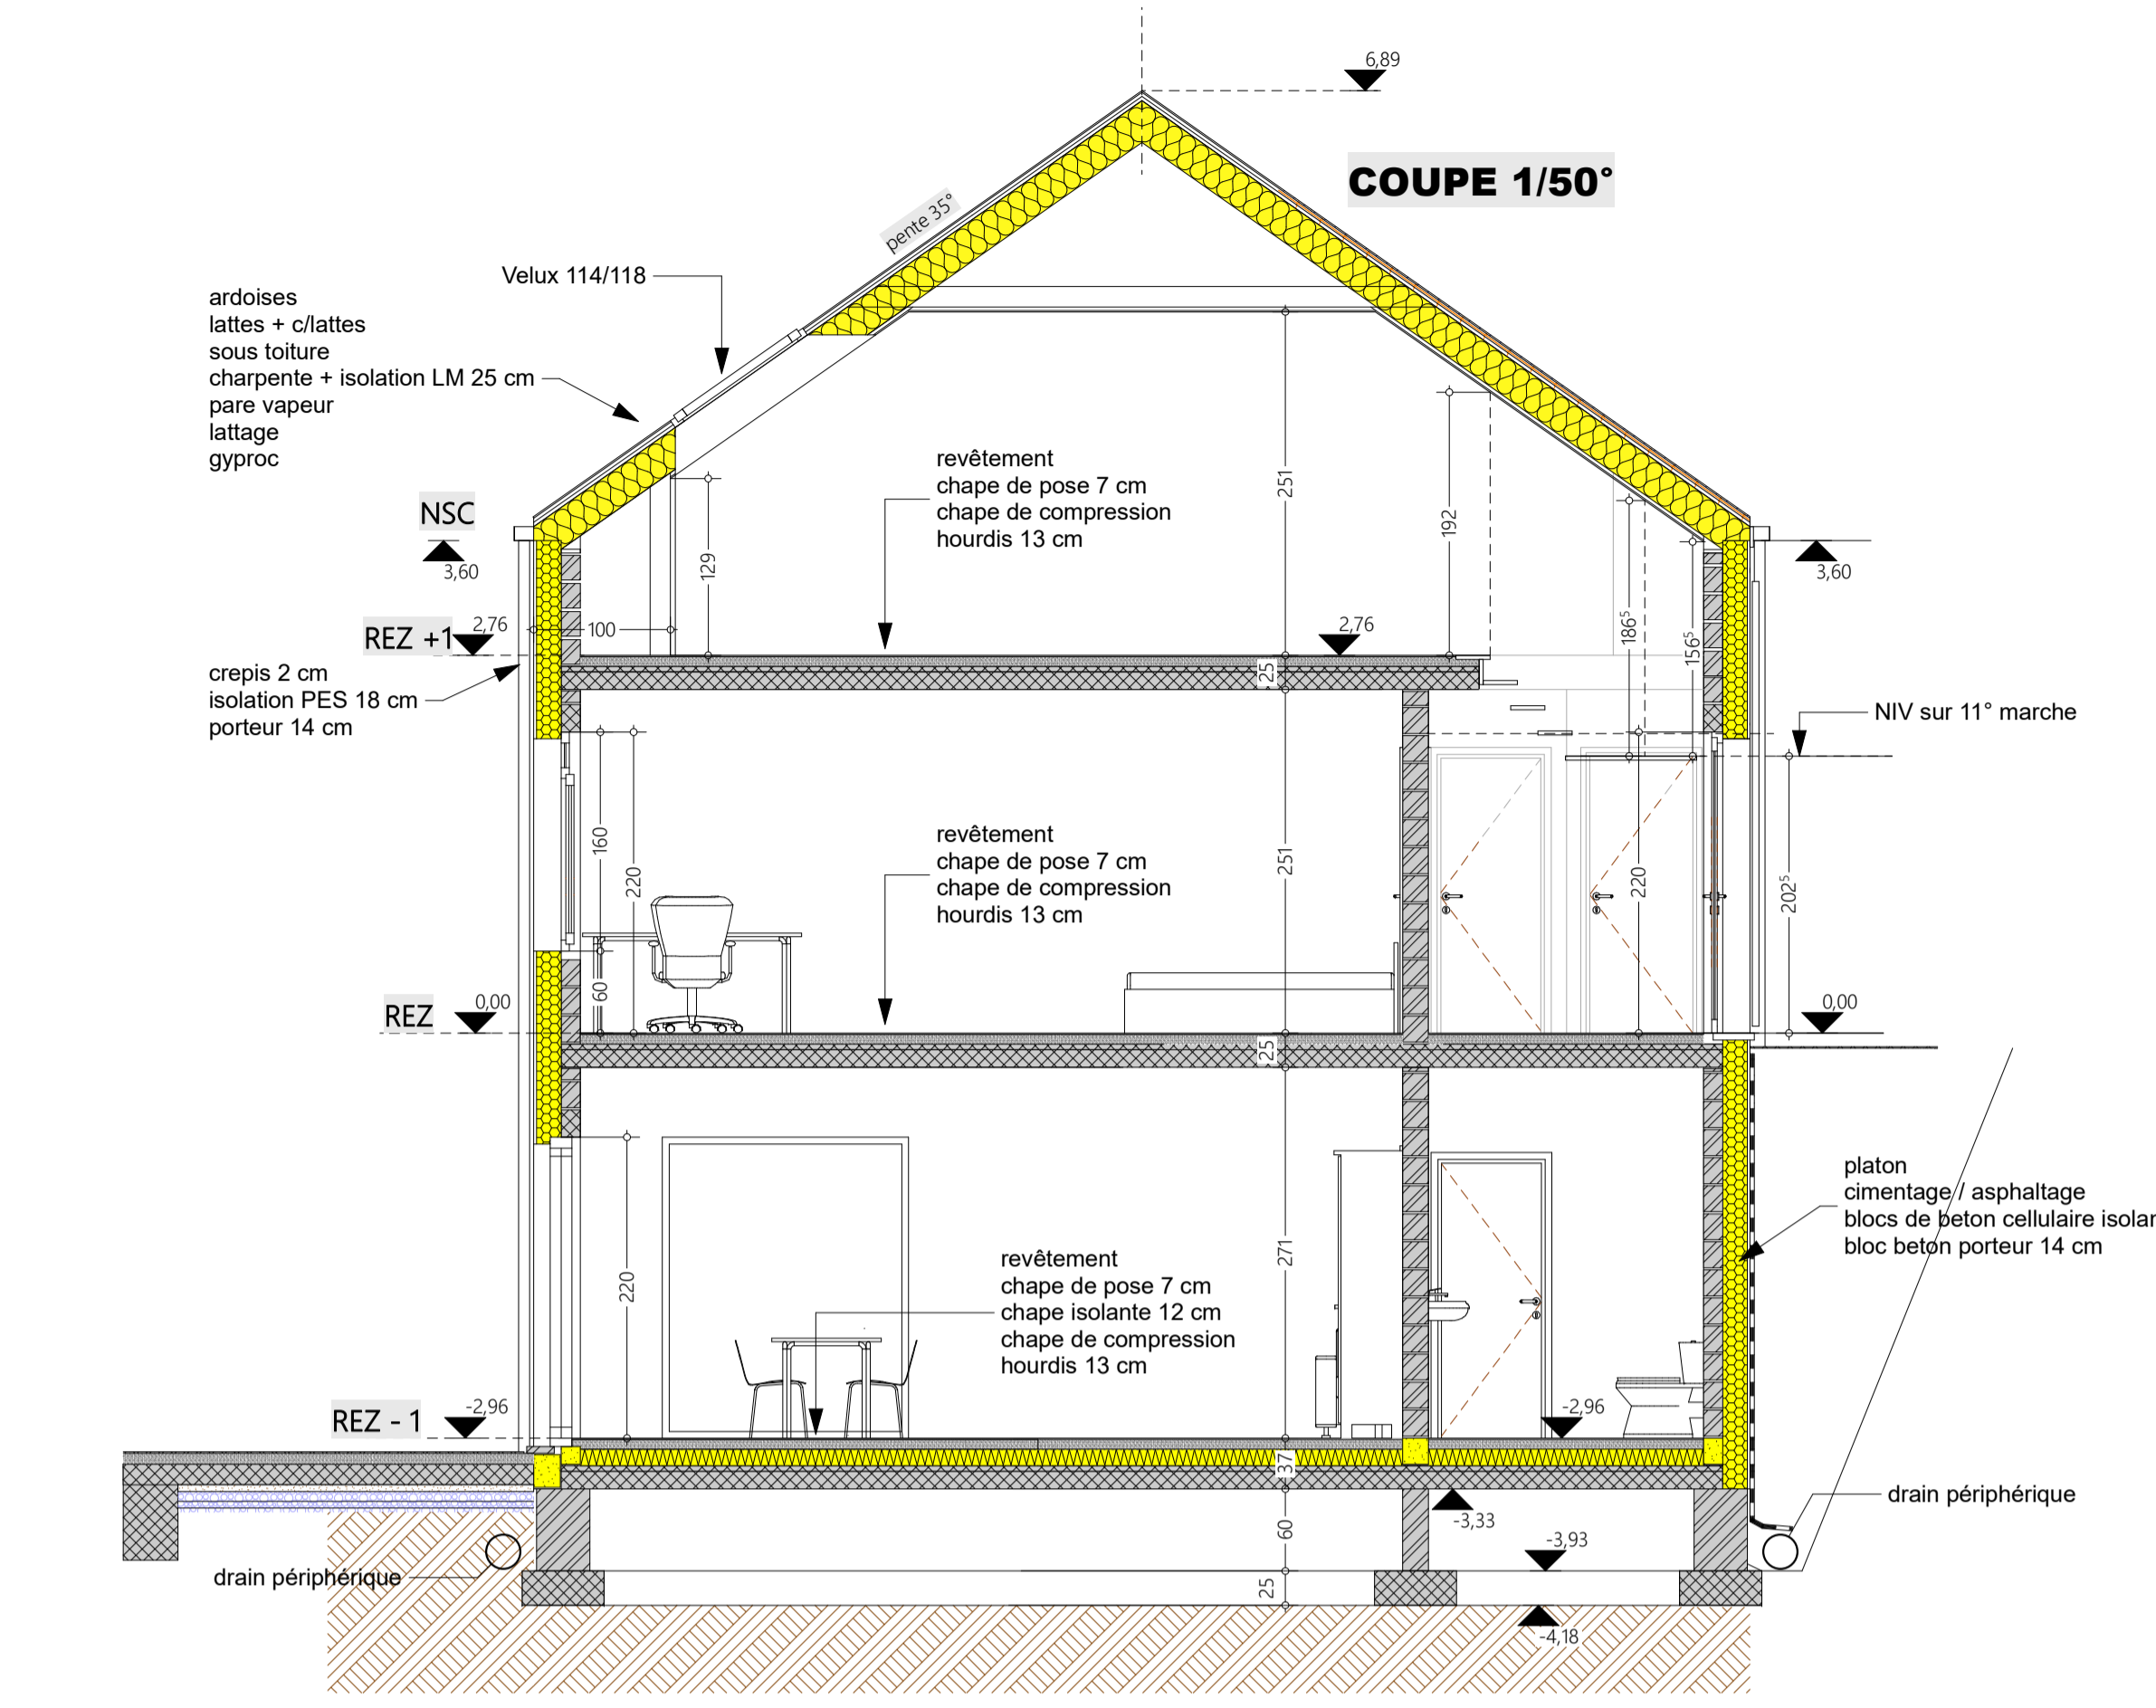 6,89
COUPE 1/50°
pente 35°
Velux 114/118
ardoises
lattes + c/lattes
sous toiture
charpente + isolation LM 25 cm
pare vapeur
lattage
gyproc
NSC
3,60
3,60
revêtement
chape de pose 7 cm
chape de compression
hourdis 13 cm
251
192
129
186⁵
156⁵
100
REZ +1
2,76
2,76
25
crepis 2 cm
isolation PES 18 cm
porteur 14 cm
NIV sur 11° marche
revêtement
chape de pose 7 cm
chape de compression
hourdis 13 cm
160
220
60
251
220
202⁵
REZ
0,00
0,00
25
platon
cimentage / asphaltage
blocs de beton cellulaire
bloc beton porteur 14 cm
220
271
revêtement
chape de pose 7 cm
chape isolante 12 cm
chape de compression
hourdis 13 cm
REZ - 1
-2,96
-2,96
37
drain périphérique
-3,33
60
-3,93
drain périphérique
25
-4,18